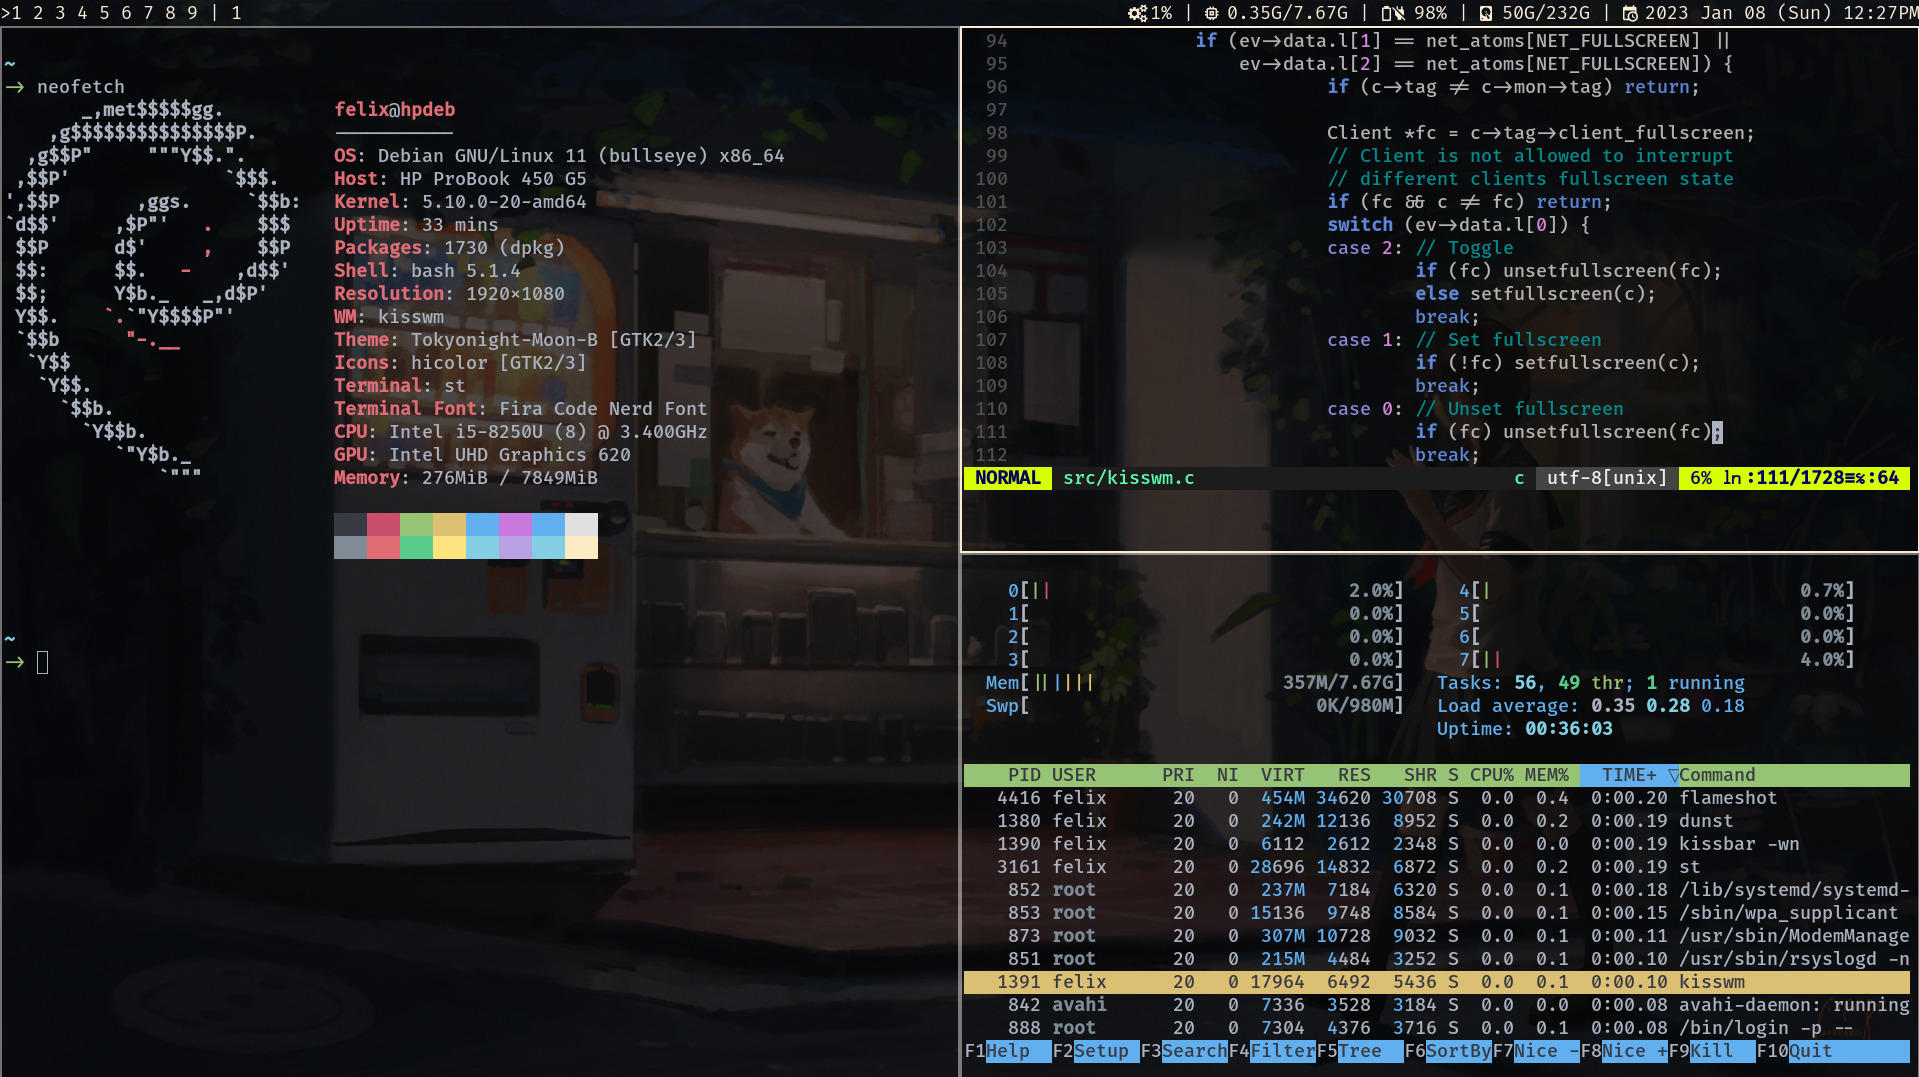 >1 2 3 4 5 6 7 8 9 | 1
1% | 0.35G/7.67G | 98% | 50G/232G | 2023 Jan 08 (Sun) 12:27PM
~
→ neofetch
       _,met$$$$$gg.
    ,g$$$$$$$$$$$$$$$P.
  ,g$$P"     """Y$$.".
 ,$$P'              `$$$.
',$$P       ,ggs.     `$$b:
`d$$'     ,$P"'   .    $$$
 $$P      d$'     ,    $$P
 $$:      $$.   -    ,d$$'
 $$;      Y$b._   _,d$P'
 Y$$.    `.`"Y$$$$P"'
 `$$b      "-.__
  `Y$$
   `Y$$.
     `$$b.
       `Y$$b.
          `"Y$b._
              `"""
felix@hpdeb
-----------
OS: Debian GNU/Linux 11 (bullseye) x86_64
Host: HP ProBook 450 G5
Kernel: 5.10.0-20-amd64
Uptime: 33 mins
Packages: 1730 (dpkg)
Shell: bash 5.1.4
Resolution: 1920×1080
WM: kisswm
Theme: Tokyonight-Moon-B [GTK2/3]
Icons: hicolor [GTK2/3]
Terminal: st
Terminal Font: Fira Code Nerd Font
CPU: Intel i5-8250U (8) @ 3.400GHz
GPU: Intel UHD Graphics 620
Memory: 276MiB / 7849MiB
~
→
94 if (ev->data.l[1] == net_atoms[NET_FULLSCREEN] ||
95 ev->data.l[2] == net_atoms[NET_FULLSCREEN]) {
96 if (c->tag != c->mon->tag) return;
97
98 Client *fc = c->tag->client_fullscreen;
99 // Client is not allowed to interrupt
100 // different clients fullscreen state
101 if (fc && c != fc) return;
102 switch (ev->data.l[0]) {
103 case 2: // Toggle
104 if (fc) unsetfullscreen(fc);
105 else setfullscreen(c);
106 break;
107 case 1: // Set fullscreen
108 if (!fc) setfullscreen(c);
109 break;
110 case 0: // Unset fullscreen
111 if (fc) unsetfullscreen(fc);
112 break;
NORMAL src/kisswm.c c utf-8[unix] 6% ln:111/1728≡%:64
0[|| 2.0%] 4[| 0.7%]
1[ 0.0%] 5[ 0.0%]
2[ 0.0%] 6[ 0.0%]
3[ 0.0%] 7[|| 4.0%]
Mem[|||||| 357M/7.67G] Tasks: 56, 49 thr; 1 running
Swp[ 0K/980M] Load average: 0.35 0.28 0.18
Uptime: 00:36:03
PID USER PRI NI VIRT RES SHR S CPU% MEM% TIME+ ▽Command
4416 felix 20 0 454M 34620 30708 S 0.0 0.4 0:00.20 flameshot
1380 felix 20 0 242M 12136 8952 S 0.0 0.2 0:00.19 dunst
1390 felix 20 0 6112 2612 2348 S 0.0 0.0 0:00.19 kissbar -wn
3161 felix 20 0 28696 14832 6872 S 0.0 0.2 0:00.19 st
852 root 20 0 237M 7184 6320 S 0.0 0.1 0:00.18 /lib/systemd/systemd-
853 root 20 0 15136 9748 8584 S 0.0 0.1 0:00.15 /sbin/wpa_supplicant
873 root 20 0 307M 10728 9032 S 0.0 0.1 0:00.11 /usr/sbin/ModemManage
851 root 20 0 215M 4484 3252 S 0.0 0.1 0:00.10 /usr/sbin/rsyslogd -n
1391 felix 20 0 17964 6492 5436 S 0.0 0.1 0:00.10 kisswm
842 avahi 20 0 7336 3528 3184 S 0.0 0.0 0:00.08 avahi-daemon: running
888 root 20 0 7304 4376 3716 S 0.0 0.1 0:00.08 /bin/login -p --
F1Help F2Setup F3SearchF4FilterF5Tree F6SortByF7Nice -F8Nice +F9Kill F10Quit